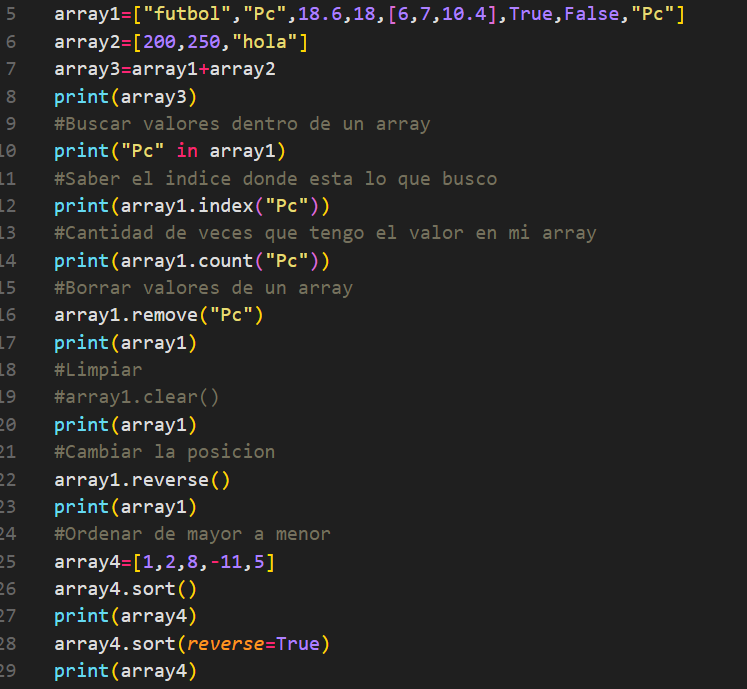 5 array1=["futbol","Pc",18.6,18,[6,7,10.4],True,False,"Pc"]
6 array2=[200,250,"hola"]
7 array3=array1+array2
8 print(array3)
9 #Buscar valores dentro de un array
10 print("Pc" in array1)
11 #Saber el indice donde esta lo que busco
12 print(array1.index("Pc"))
13 #Cantidad de veces que tengo el valor en mi array
14 print(array1.count("Pc"))
15 #Borrar valores de un array
16 array1.remove("Pc")
17 print(array1)
18 #Limpiar
19 #array1.clear()
20 print(array1)
21 #Cambiar la posicion
22 array1.reverse()
23 print(array1)
24 #Ordenar de mayor a menor
25 array4=[1,2,8,-11,5]
26 array4.sort()
27 print(array4)
28 array4.sort(reverse=True)
29 print(array4)